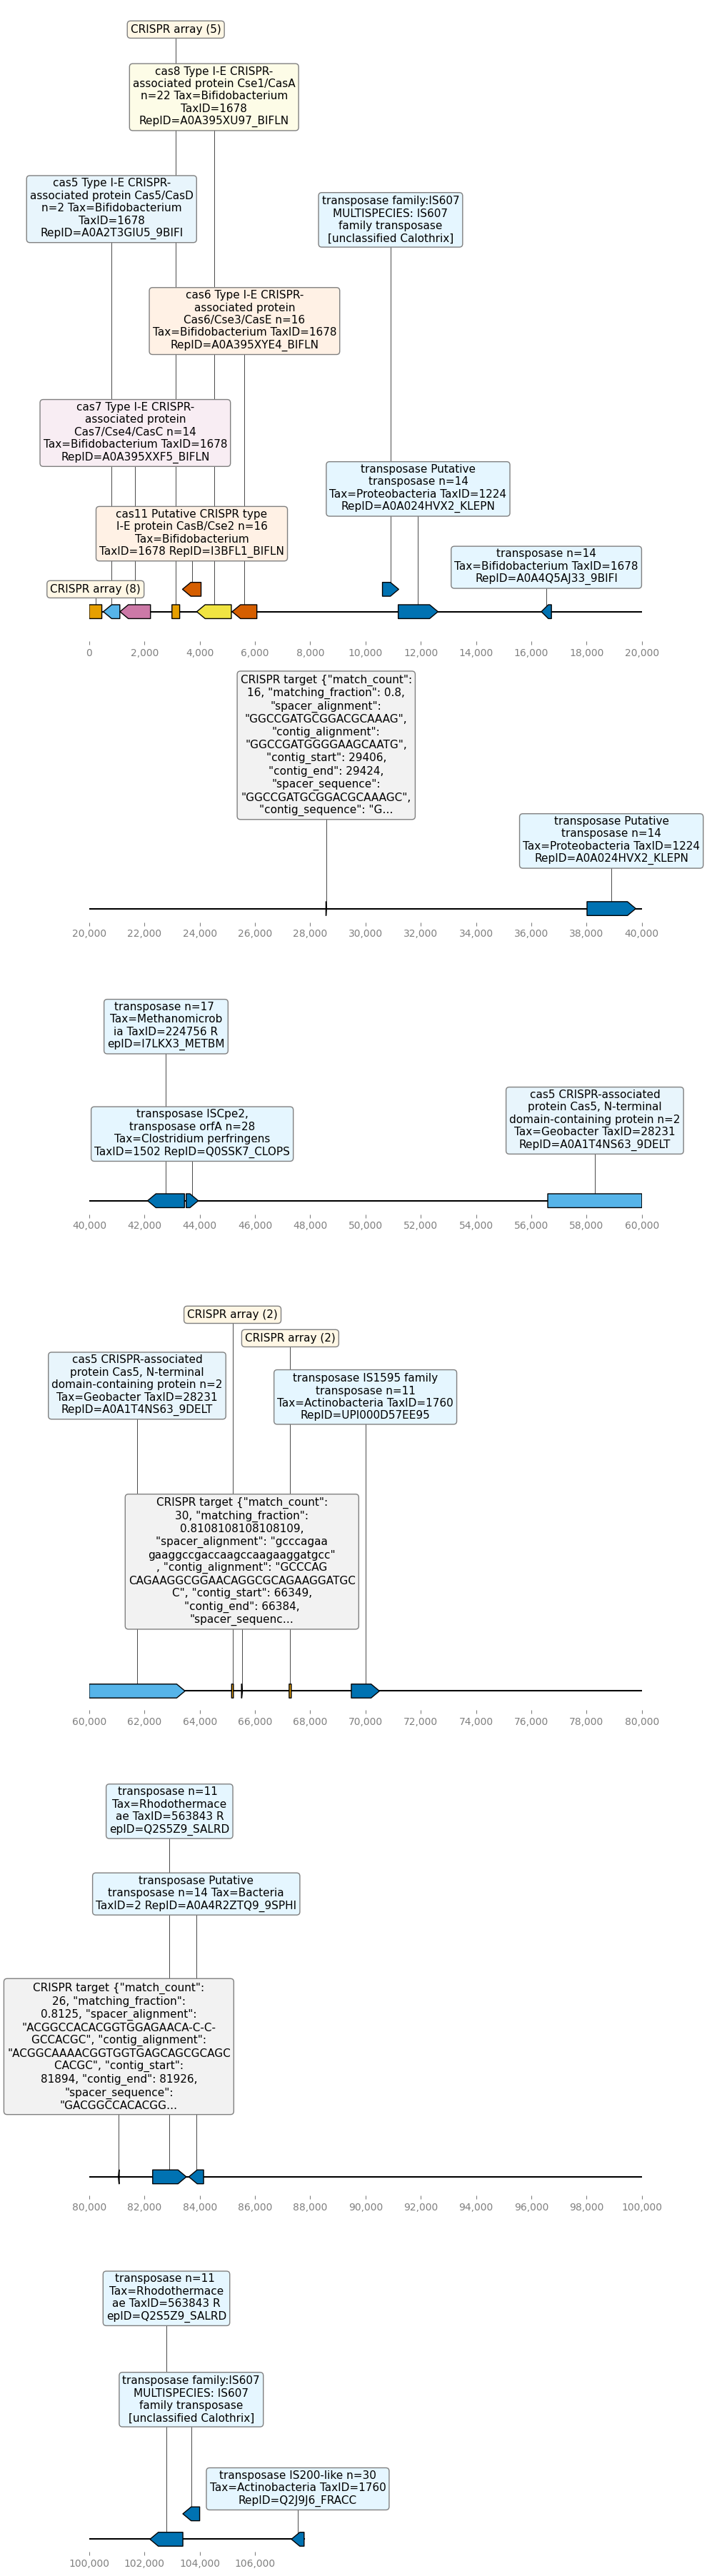 CRISPR array (5)
cas8 Type I-E CRISPR-
associated protein Cse1/CasA
n=22 Tax=Bifidobacterium
TaxID=1678
RepID=A0A395XU97_BIFLN
cas5 Type I-E CRISPR-
associated protein Cas5/CasD
n=2 Tax=Bifidobacterium
TaxID=1678
RepID=A0A2T3GIU5_9BIFI
transposase family:IS607
MULTISPECIES: IS607
family transposase
[unclassified Calothrix]
cas6 Type I-E CRISPR-
associated protein
Cas6/Cse3/CasE n=16
Tax=Bifidobacterium TaxID=1678
RepID=A0A395XYE4_BIFLN
cas7 Type I-E CRISPR-
associated protein
Cas7/Cse4/CasC n=14
Tax=Bifidobacterium TaxID=1678
RepID=A0A395XXF5_BIFLN
transposase Putative
transposase n=14
Tax=Proteobacteria TaxID=1224
RepID=A0A024HVX2_KLEPN
cas11 Putative CRISPR type
I-E protein CasB/Cse2 n=16
Tax=Bifidobacterium
TaxID=1678 RepID=I3BFL1_BIFLN
transposase n=14
Tax=Bifidobacterium TaxID=1678
RepID=A0A4Q5AJ33_9BIFI
CRISPR array (8)
0 2,000 4,000 6,000 8,000 10,000 12,000 14,000 16,000 18,000 20,000
CRISPR target {"match_count":
16, "matching_fraction": 0.8,
"spacer_alignment":
"GGCCGATGCGGACGCAAAG",
"contig_alignment":
"GGCCGATGGGGAAGCAATG",
"contig_start": 29406,
"contig_end": 29424,
"spacer_sequence":
"GGCCGATGCGGACGCAAAGC",
"contig_sequence": "G...
transposase Putative
transposase n=14
Tax=Proteobacteria TaxID=1224
RepID=A0A024HVX2_KLEPN
20,000 22,000 24,000 26,000 28,000 30,000 32,000 34,000 36,000 38,000 40,000
transposase n=17
Tax=Methanomicrob
ia TaxID=224756 R
epID=I7LKX3_METBM
transposase ISCpe2,
transposase orfA n=28
Tax=Clostridium perfringens
TaxID=1502 RepID=Q0SSK7_CLOPS
cas5 CRISPR-associated
protein Cas5, N-terminal
domain-containing protein n=2
Tax=Geobacter TaxID=28231
RepID=A0A1T4NS63_9DELT
40,000 42,000 44,000 46,000 48,000 50,000 52,000 54,000 56,000 58,000 60,000
CRISPR array (2)
CRISPR array (2)
cas5 CRISPR-associated
protein Cas5, N-terminal
domain-containing protein n=2
Tax=Geobacter TaxID=28231
RepID=A0A1T4NS63_9DELT
transposase IS1595 family
transposase n=11
Tax=Actinobacteria TaxID=1760
RepID=UPI000D57EE95
CRISPR target {"match_count":
30, "matching_fraction":
0.8108108108108109,
"spacer_alignment": "gcccagaa
gaaggccgaccaagccaagaaggatgcc"
, "contig_alignment": "GCCCAG
CAGAAGGCGGAACAGGCGCAGAAGGATGC
C", "contig_start": 66349,
"contig_end": 66384,
"spacer_sequenc...
60,000 62,000 64,000 66,000 68,000 70,000 72,000 74,000 76,000 78,000 80,000
transposase n=11
Tax=Rhodothermace
ae TaxID=563843 R
epID=Q2S5Z9_SALRD
transposase Putative
transposase n=14 Tax=Bacteria
TaxID=2 RepID=A0A4R2ZTQ9_9SPHI
CRISPR target {"match_count":
26, "matching_fraction":
0.8125, "spacer_alignment":
"ACGGCCACACGGTGGAGAACA-C-C-
GCCACGC", "contig_alignment":
"ACGGCAAAACGGTGGTGAGCAGCGCAGC
CACGC", "contig_start":
81894, "contig_end": 81926,
"spacer_sequence":
"GACGGCCACACGG...
80,000 82,000 84,000 86,000 88,000 90,000 92,000 94,000 96,000 98,000 100,000
transposase n=11
Tax=Rhodothermace
ae TaxID=563843 R
epID=Q2S5Z9_SALRD
transposase family:IS607
MULTISPECIES: IS607
family transposase
[unclassified Calothrix]
transposase IS200-like n=30
Tax=Actinobacteria TaxID=1760
RepID=Q2J9J6_FRACC
100,000 102,000 104,000 106,000